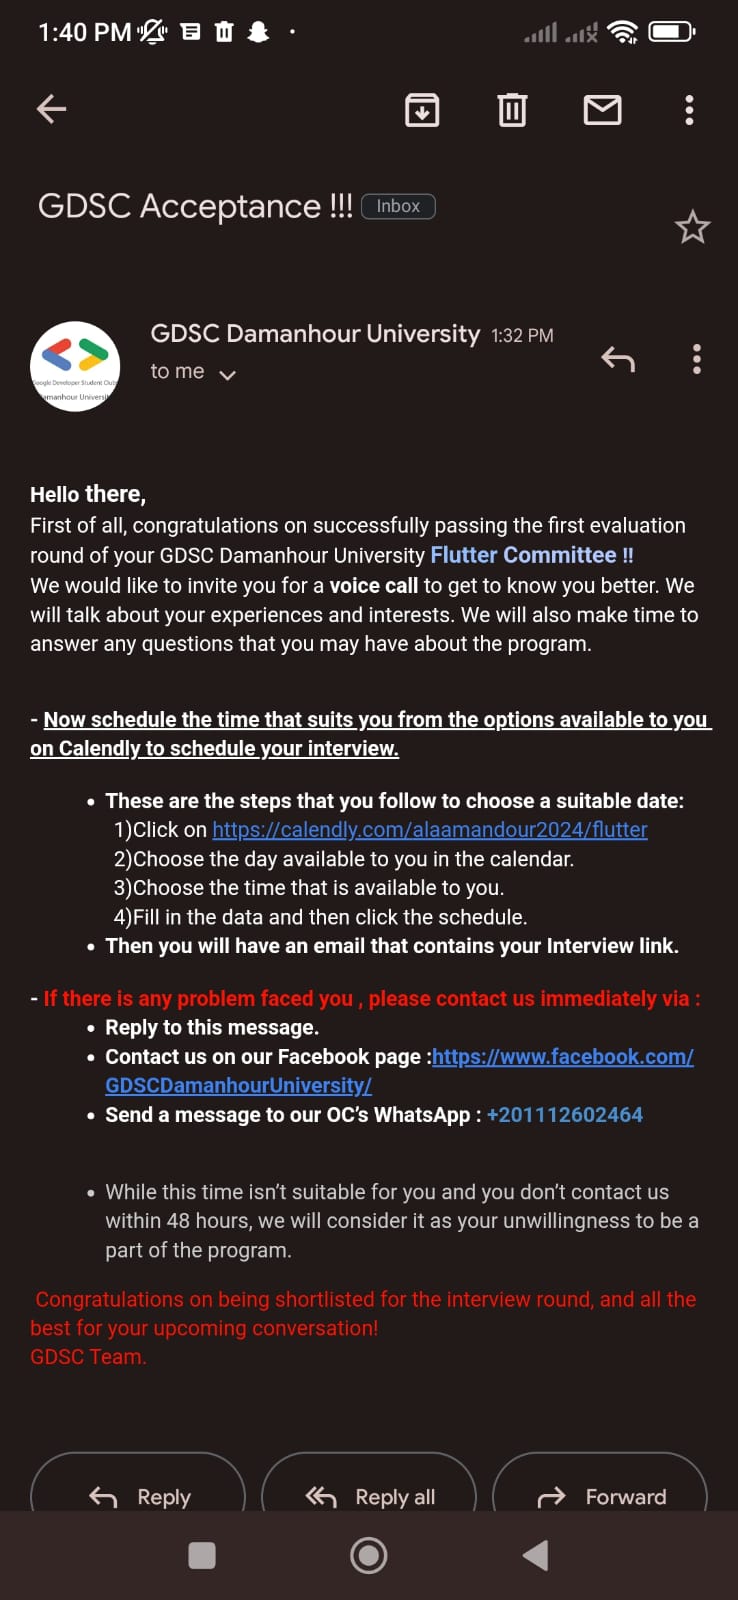 1:40 PM
GDSC Acceptance !!! Inbox
GDSC Damanhour University 1:32 PM
to me
Google Developer Student Clubs
Damanhour University
Hello there,
First of all, congratulations on successfully passing the first evaluation
round of your GDSC Damanhour University Flutter Committee !!
We would like to invite you for a voice call to get to know you better. We
will talk about your experiences and interests. We will also make time to
answer any questions that you may have about the program.
- Now schedule the time that suits you from the options available to you
on Calendly to schedule your interview.
• These are the steps that you follow to choose a suitable date:
1)Click on https://calendly.com/alaamandour2024/flutter
2)Choose the day available to you in the calendar.
3)Choose the time that is available to you.
4)Fill in the data and then click the schedule.
• Then you will have an email that contains your Interview link.
- If there is any problem faced you , please contact us immediately via :
• Reply to this message.
• Contact us on our Facebook page :https://www.facebook.com/
GDSCDamanhourUniversity/
• Send a message to our OC’s WhatsApp : +201112602464
• While this time isn’t suitable for you and you don’t contact us
within 48 hours, we will consider it as your unwillingness to be a
part of the program.
Congratulations on being shortlisted for the interview round, and all the
best for your upcoming conversation!
GDSC Team.
Reply
Reply all
Forward